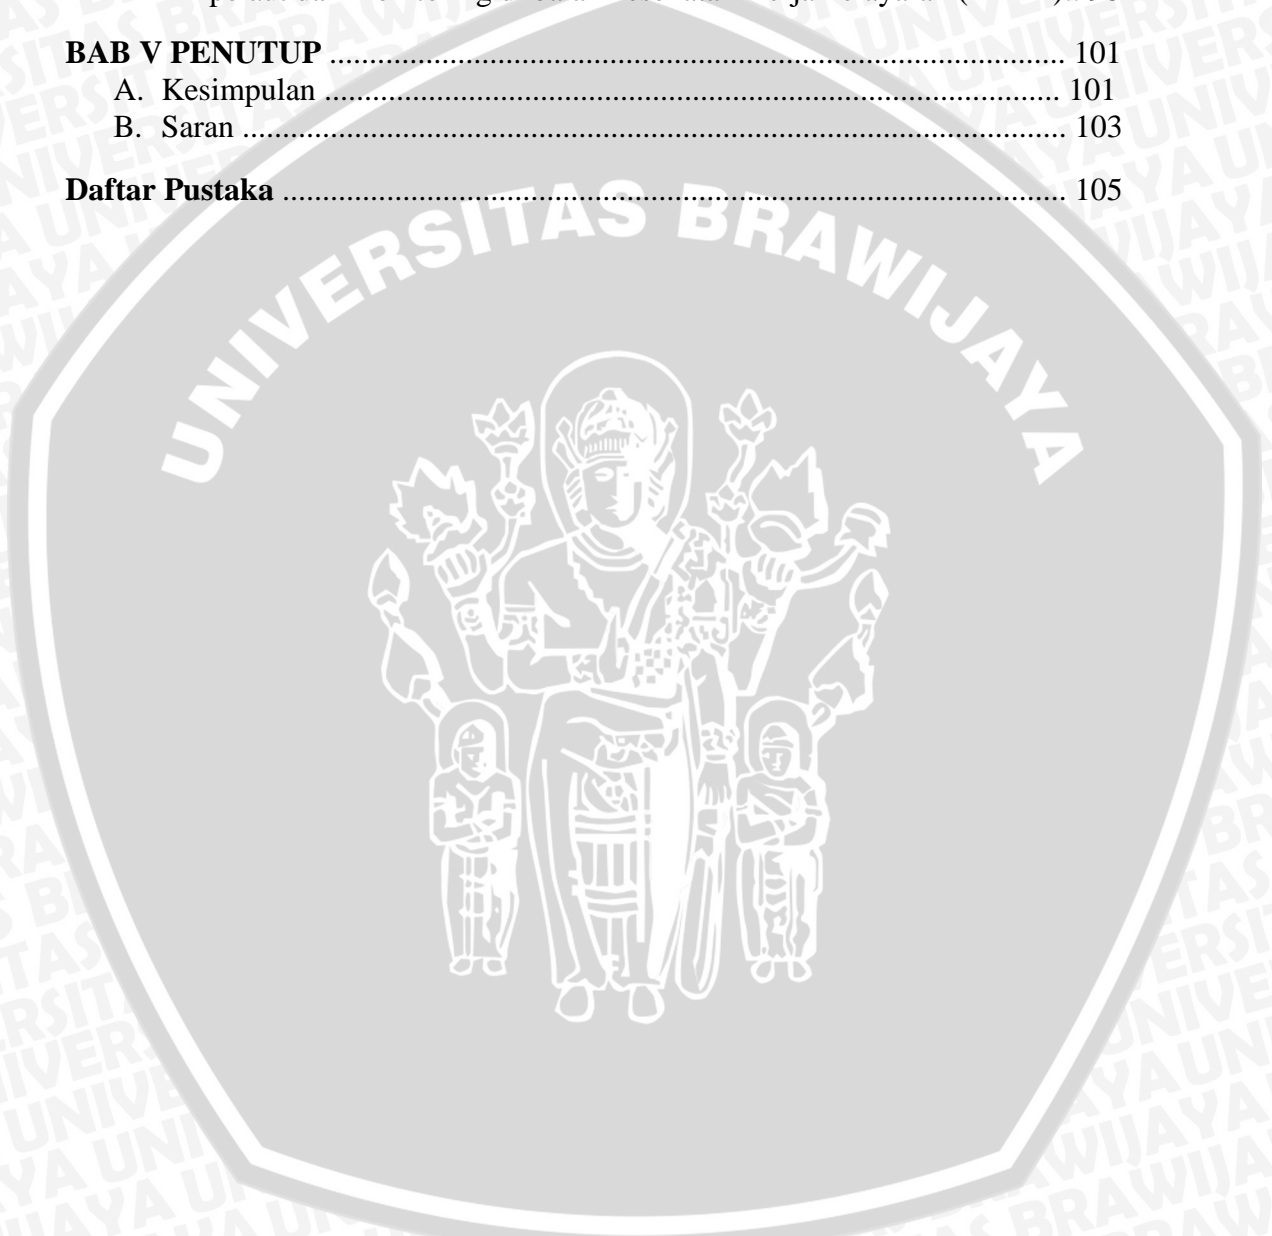 BAB V PENUTUP ........................................................................................... 101
A. Kesimpulan ........................................................................................... 101
B. Saran ...................................................................................................... 103
Daftar Pustaka ................................................................................................. 105
UNIVERSITAS BRAWIJAYA